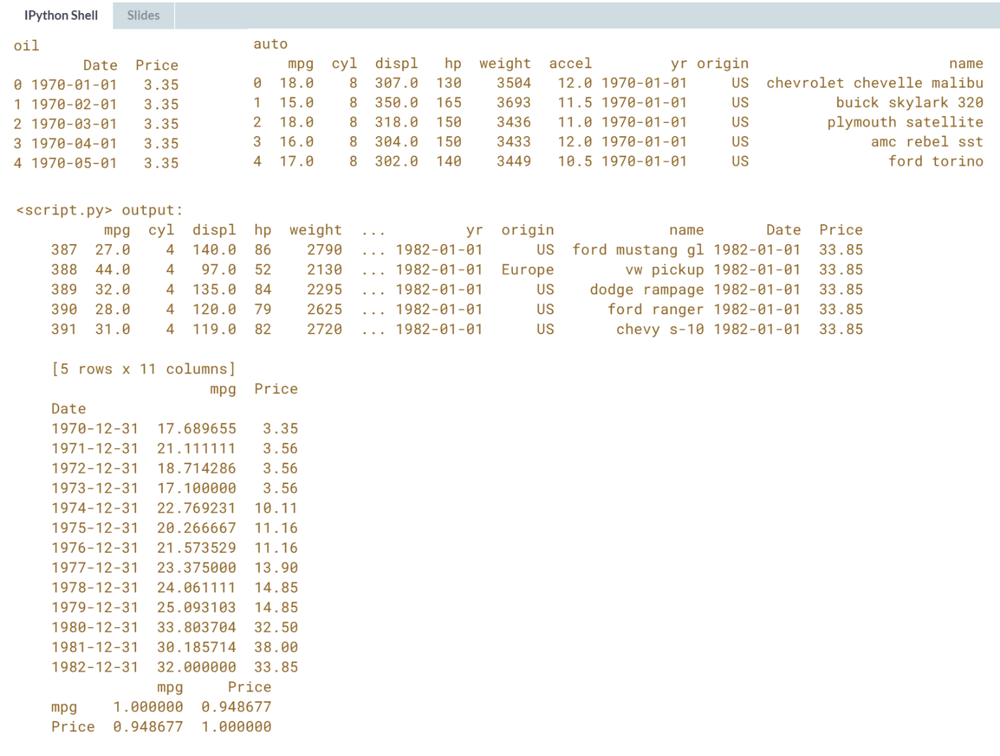 IPython Shell Slides
oil
Date Price
0 1970-01-01 3.35
1 1970-02-01 3.35
2 1970-03-01 3.35
3 1970-04-01 3.35
4 1970-05-01 3.35
auto
mpg cyl displ hp weight accel yr origin name
0 18.0 8 307.0 130 3504 12.0 1970-01-01 US chevrolet chevelle malibu
1 15.0 8 350.0 165 3693 11.5 1970-01-01 US buick skylark 320
2 18.0 8 318.0 150 3436 11.0 1970-01-01 US plymouth satellite
3 16.0 8 304.0 150 3433 12.0 1970-01-01 US amc rebel sst
4 17.0 8 302.0 140 3449 10.5 1970-01-01 US ford torino
<script.py> output:
mpg cyl displ hp weight ... yr origin name Date Price
387 27.0 4 140.0 86 2790 ... 1982-01-01 US ford mustang gl 1982-01-01 33.85
388 44.0 4 97.0 52 2130 ... 1982-01-01 Europe vw pickup 1982-01-01 33.85
389 32.0 4 135.0 84 2295 ... 1982-01-01 US dodge rampage 1982-01-01 33.85
390 28.0 4 120.0 79 2625 ... 1982-01-01 US ford ranger 1982-01-01 33.85
391 31.0 4 119.0 82 2720 ... 1982-01-01 US chevy s-10 1982-01-01 33.85
[5 rows x 11 columns]
mpg Price
Date
1970-12-31 17.689655 3.35
1971-12-31 21.111111 3.56
1972-12-31 18.714286 3.56
1973-12-31 17.100000 3.56
1974-12-31 22.769231 10.11
1975-12-31 20.266667 11.16
1976-12-31 21.573529 11.16
1977-12-31 23.375000 13.90
1978-12-31 24.061111 14.85
1979-12-31 25.093103 14.85
1980-12-31 33.803704 32.50
1981-12-31 30.185714 38.00
1982-12-31 32.000000 33.85
mpg Price
mpg 1.000000 0.948677
Price 0.948677 1.000000